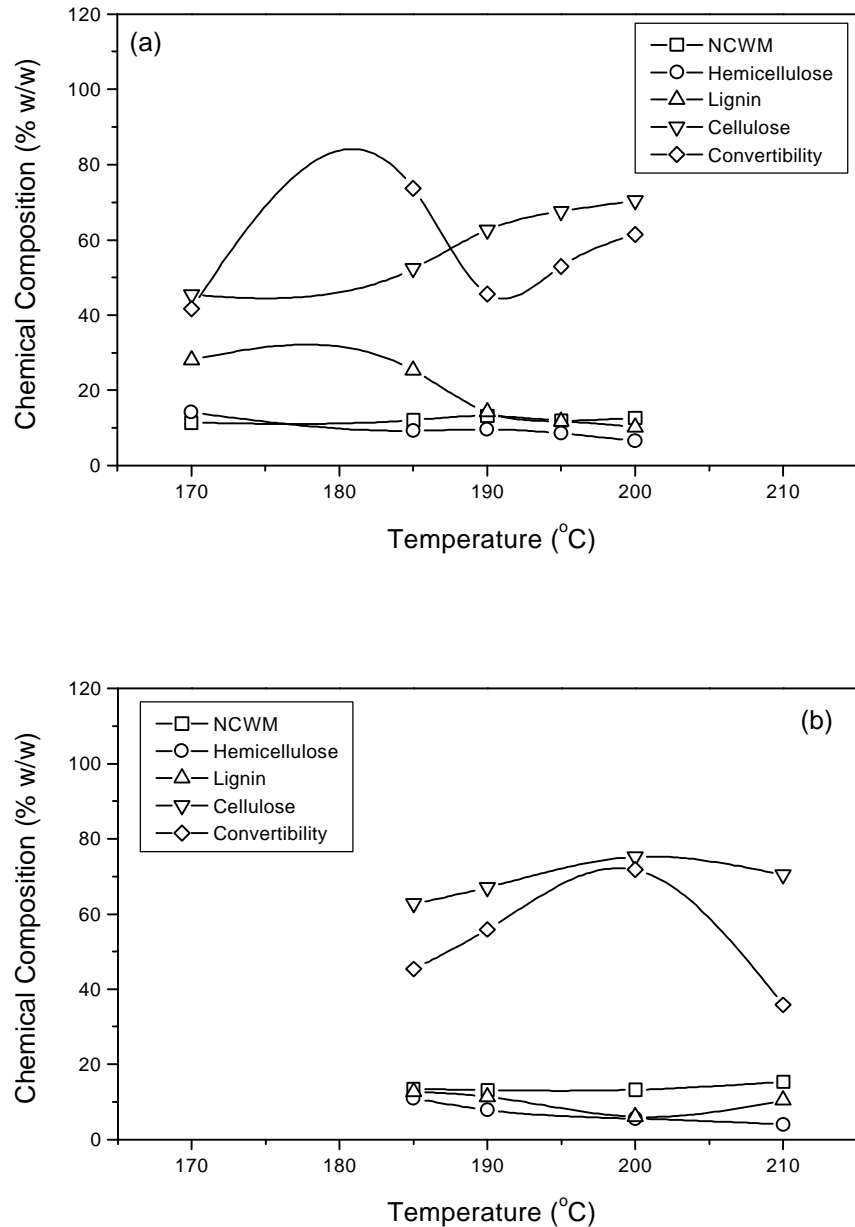 120
100
80
60
40
20
0
Chemical Composition (% w/w)
(a)
NCWM
Hemicellulose
Lignin
Cellulose
Convertibility
170 180 190 200 210
Temperature (°C)
120
100
80
60
40
20
0
Chemical Composition (% w/w)
NCWM
Hemicellulose
Lignin
Cellulose
Convertibility
(b)
170 180 190 200 210
Temperature (°C)